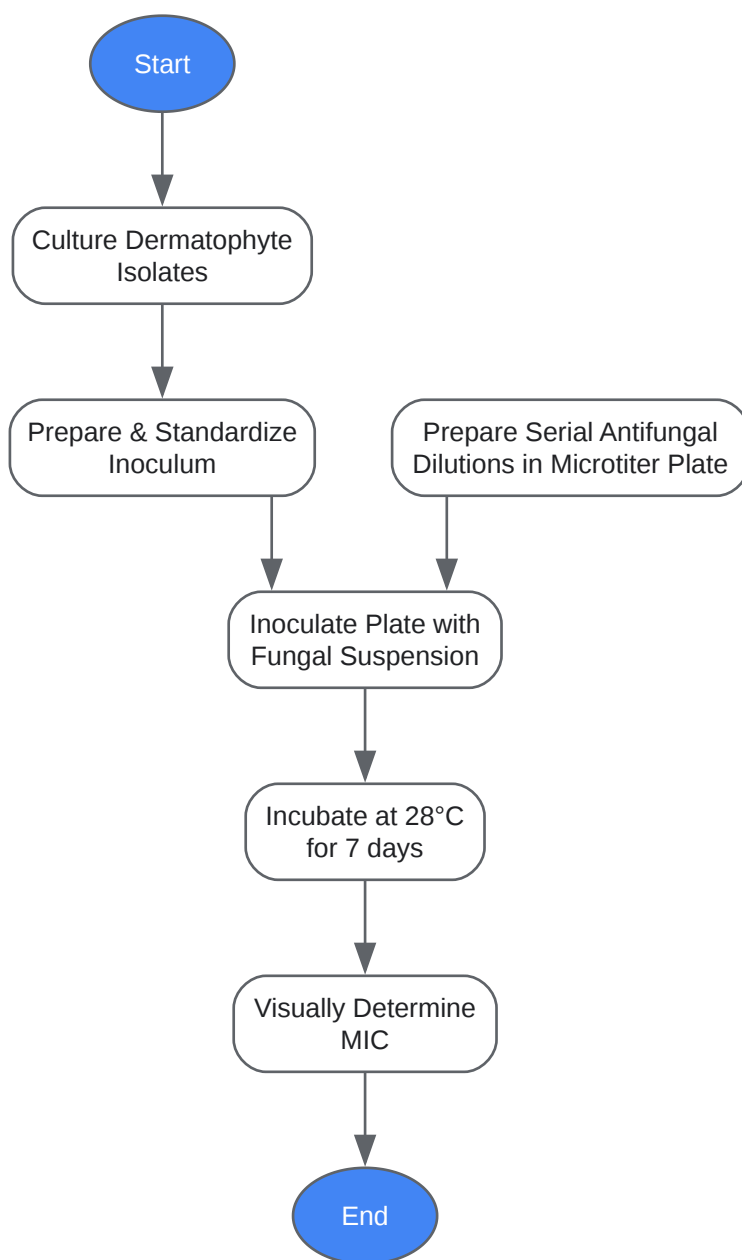 Start
Culture Dermatophyte
Isolates
Prepare & Standardize
Inoculum
Prepare Serial Antifungal
Dilutions in Microtiter Plate
Inoculate Plate with
Fungal Suspension
Incubate at 28°C
for 7 days
Visually Determine
MIC
End